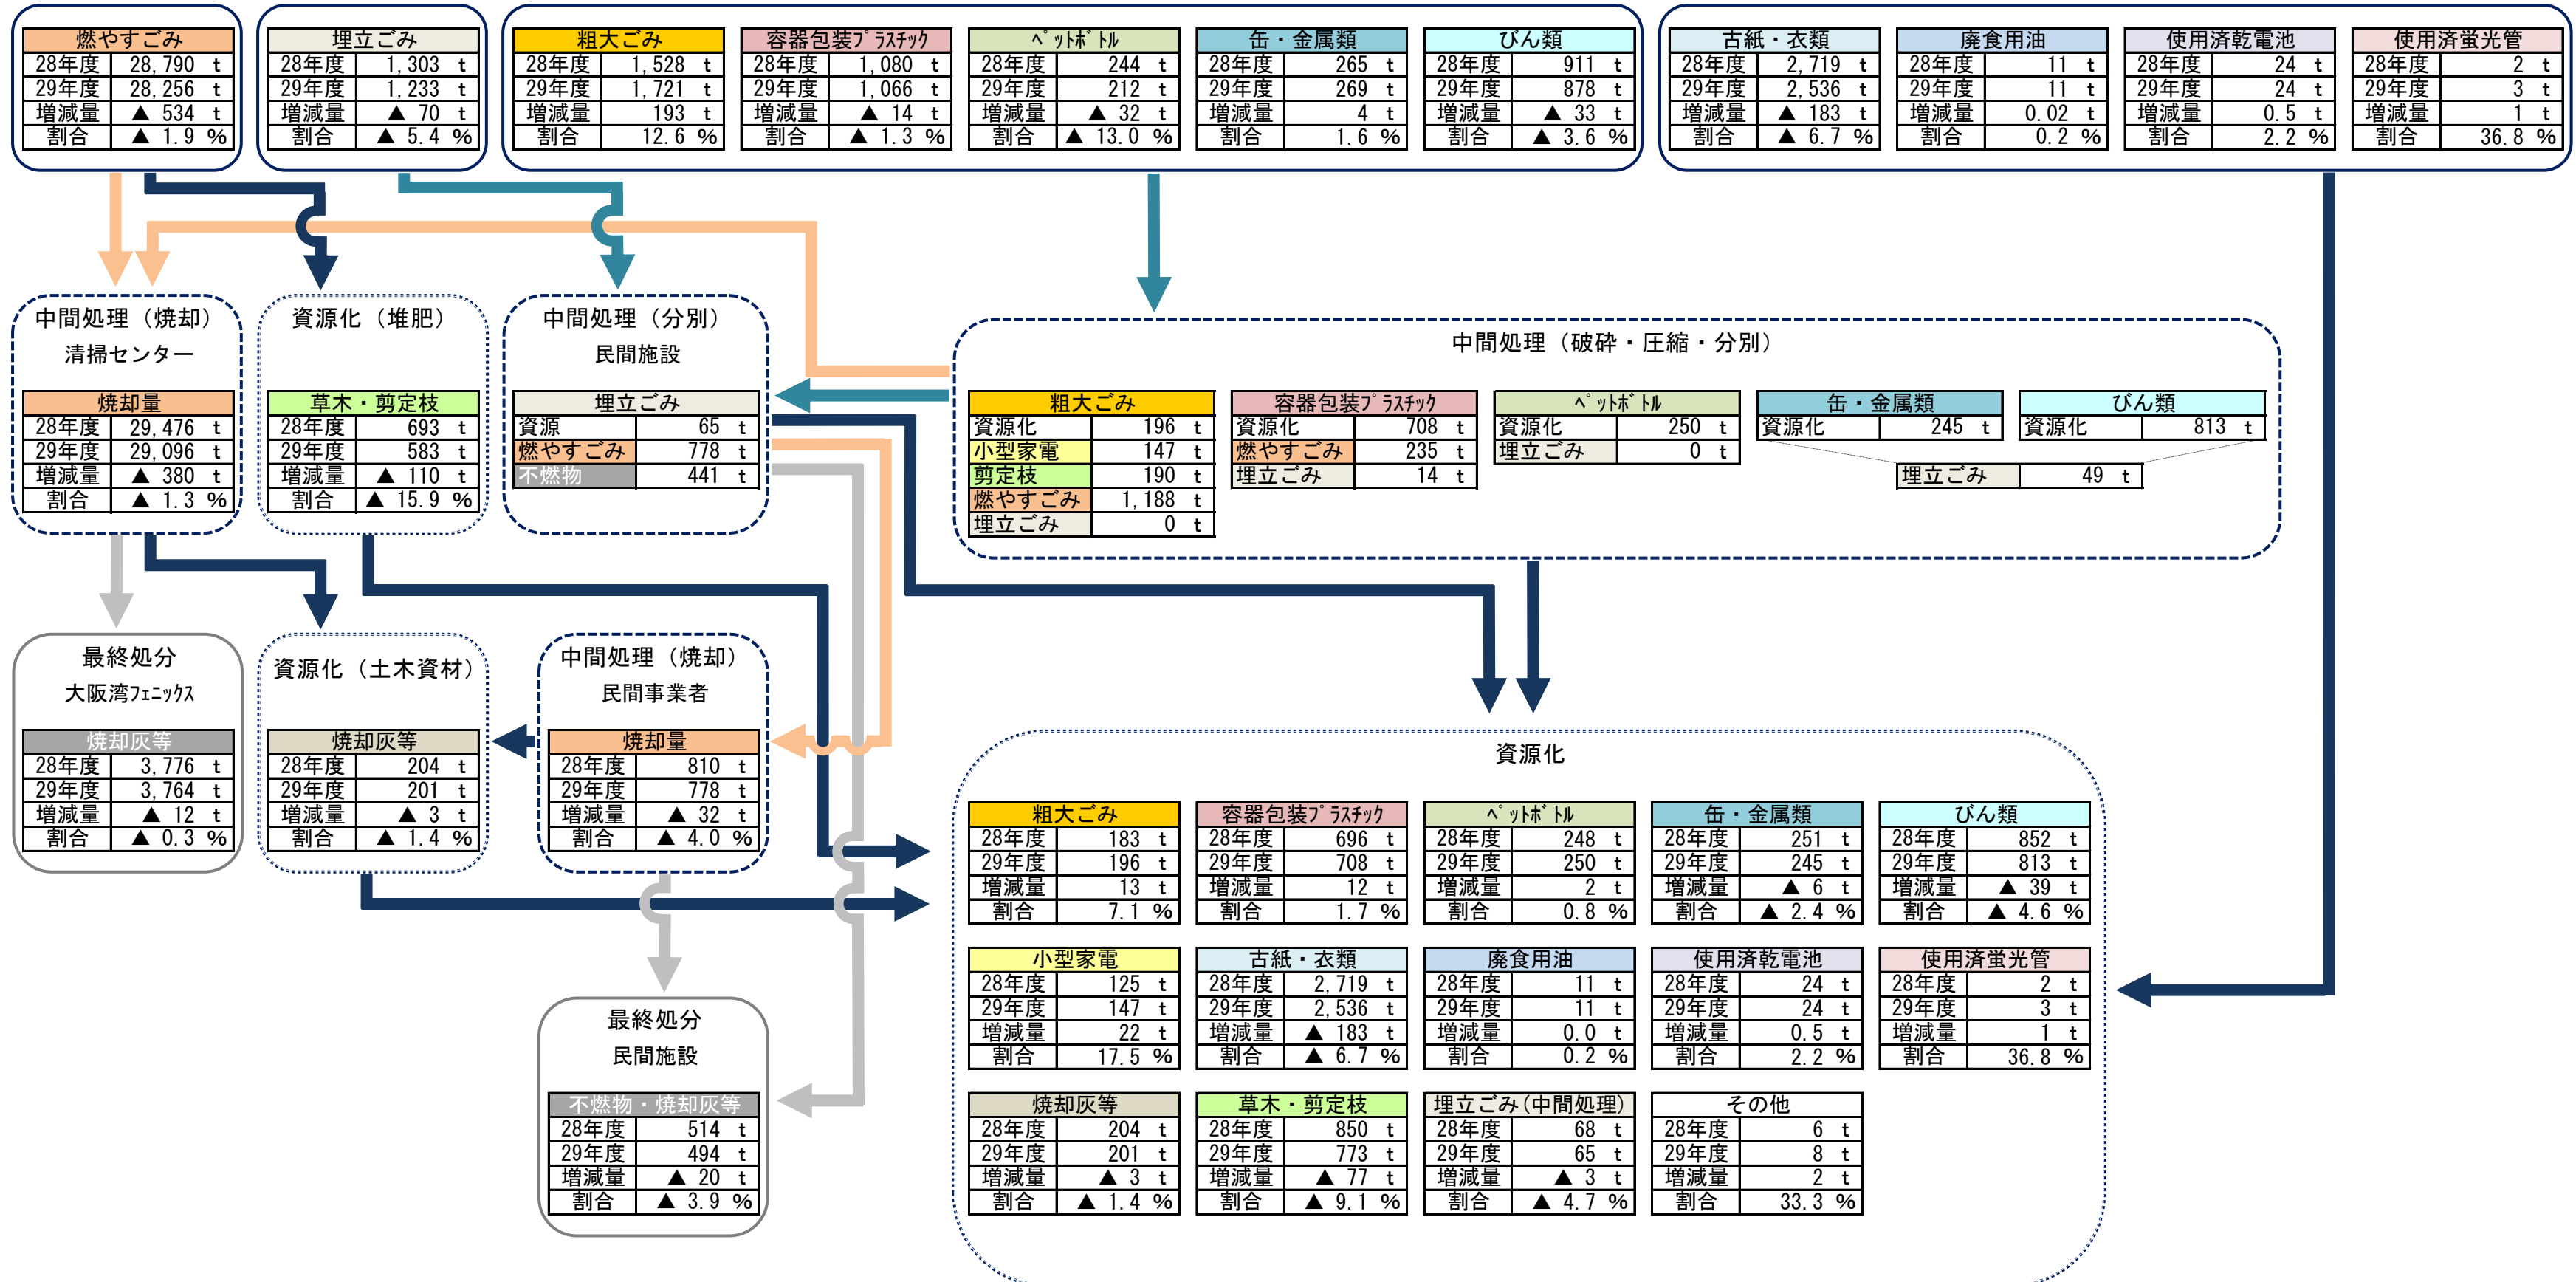 燃やすごみ
28年度 28,790 t
29年度 28,256 t
増減量 ▲ 534 t
割合 ▲ 1.9 %
埋立ごみ
28年度 1,303 t
29年度 1,233 t
増減量 ▲ 70 t
割合 ▲ 5.4 %
粗大ごみ
28年度 1,528 t
29年度 1,721 t
増減量 193 t
割合 12.6 %
容器包装ﾌﾟﾗｽﾁｯｸ
28年度 1,080 t
29年度 1,066 t
増減量 ▲ 14 t
割合 ▲ 1.3 %
ﾍﾟｯﾄﾎﾞﾄﾙ
28年度 244 t
29年度 212 t
増減量 ▲ 32 t
割合 ▲ 13.0 %
缶・金属類
28年度 265 t
29年度 269 t
増減量 4 t
割合 1.6 %
びん類
28年度 911 t
29年度 878 t
増減量 ▲ 33 t
割合 ▲ 3.6 %
古紙・衣類
28年度 2,719 t
29年度 2,536 t
増減量 ▲ 183 t
割合 ▲ 6.7 %
廃食用油
28年度 11 t
29年度 11 t
増減量 0.02 t
割合 0.2 %
使用済乾電池
28年度 24 t
29年度 24 t
増減量 0.5 t
割合 2.2 %
使用済蛍光管
28年度 2 t
29年度 3 t
増減量 1 t
割合 36.8 %
中間処理（焼却）
清掃センター
焼却量
28年度 29,476 t
29年度 29,096 t
増減量 ▲ 380 t
割合 ▲ 1.3 %
資源化（堆肥）
草木・剪定枝
28年度 693 t
29年度 583 t
増減量 ▲ 110 t
割合 ▲ 15.9 %
中間処理（分別）
民間施設
埋立ごみ
資源 65 t
燃やすごみ 778 t
不燃物 441 t
中間処理（破砕・圧縮・分別）
粗大ごみ
資源化 196 t
小型家電 147 t
剪定枝 190 t
燃やすごみ 1,188 t
埋立ごみ 0 t
容器包装ﾌﾟﾗｽﾁｯｸ
資源化 708 t
燃やすごみ 235 t
埋立ごみ 14 t
ﾍﾟｯﾄﾎﾞﾄﾙ
資源化 250 t
埋立ごみ 0 t
缶・金属類
資源化 245 t
びん類
資源化 813 t
埋立ごみ 49 t
最終処分
大阪湾ﾌｪﾆｯｸｽ
焼却灰等
28年度 3,776 t
29年度 3,764 t
増減量 ▲ 12 t
割合 ▲ 0.3 %
資源化（土木資材）
焼却灰等
28年度 204 t
29年度 201 t
増減量 ▲ 3 t
割合 ▲ 1.4 %
中間処理（焼却）
民間事業者
焼却量
28年度 810 t
29年度 778 t
増減量 ▲ 32 t
割合 ▲ 4.0 %
最終処分
民間施設
不燃物・焼却灰等
28年度 514 t
29年度 494 t
増減量 ▲ 20 t
割合 ▲ 3.9 %
資源化
粗大ごみ
28年度 183 t
29年度 196 t
増減量 13 t
割合 7.1 %
容器包装ﾌﾟﾗｽﾁｯｸ
28年度 696 t
29年度 708 t
増減量 12 t
割合 1.7 %
ﾍﾟｯﾄﾎﾞﾄﾙ
28年度 248 t
29年度 250 t
増減量 2 t
割合 0.8 %
缶・金属類
28年度 251 t
29年度 245 t
増減量 ▲ 6 t
割合 ▲ 2.4 %
びん類
28年度 852 t
29年度 813 t
増減量 ▲ 39 t
割合 ▲ 4.6 %
小型家電
28年度 125 t
29年度 147 t
増減量 22 t
割合 17.5 %
古紙・衣類
28年度 2,719 t
29年度 2,536 t
増減量 ▲ 183 t
割合 ▲ 6.7 %
廃食用油
28年度 11 t
29年度 11 t
増減量 0.0 t
割合 0.2 %
使用済乾電池
28年度 24 t
29年度 24 t
増減量 0.5 t
割合 2.2 %
使用済蛍光管
28年度 2 t
29年度 3 t
増減量 1 t
割合 36.8 %
焼却灰等
28年度 204 t
29年度 201 t
増減量 ▲ 3 t
割合 ▲ 1.4 %
草木・剪定枝
28年度 850 t
29年度 773 t
増減量 ▲ 77 t
割合 ▲ 9.1 %
埋立ごみ(中間処理)
28年度 68 t
29年度 65 t
増減量 ▲ 3 t
割合 ▲ 4.7 %
その他
28年度 6 t
29年度 8 t
増減量 2 t
割合 33.3 %